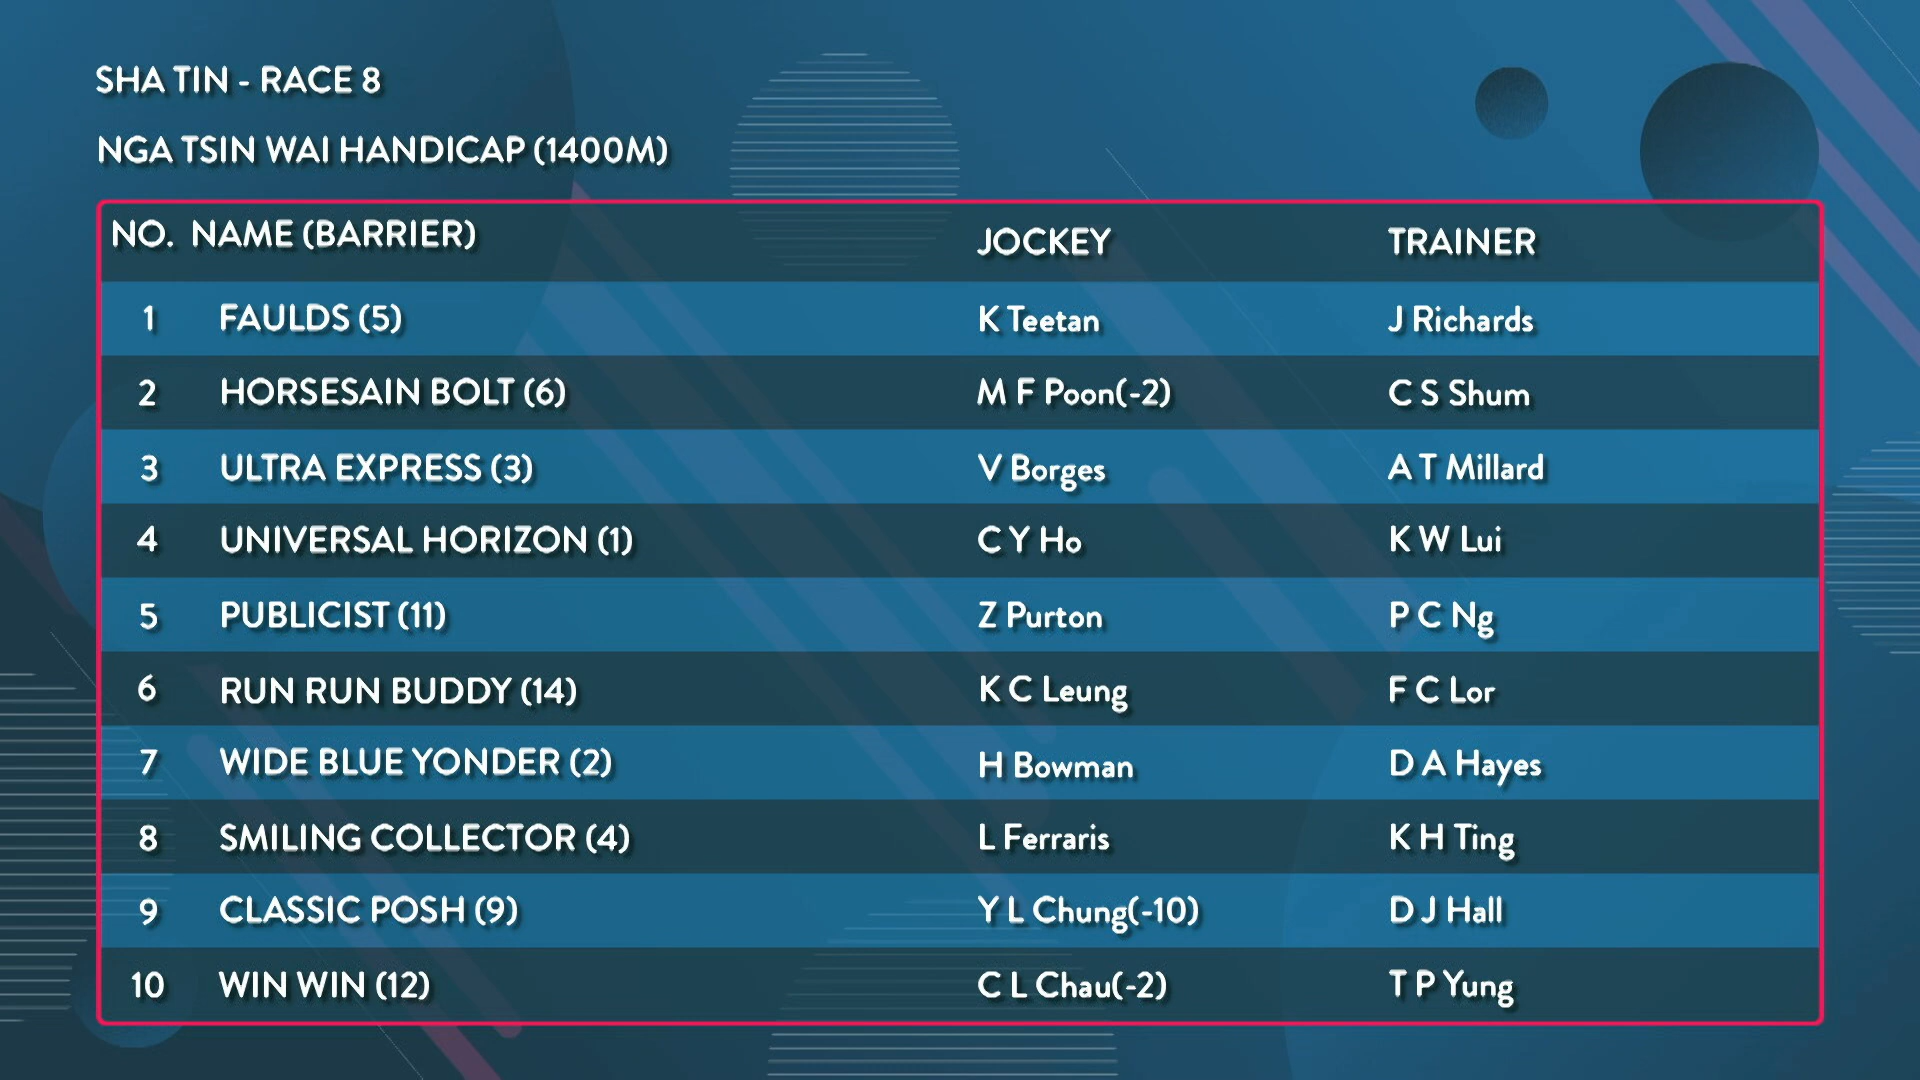 SHA TIN - RACE 8
NGA TSIN WAI HANDICAP (1400M)
NO. NAME (BARRIER) JOCKEY TRAINER
1 FAULDS (5) K Teetan J Richards
2 HORSESAIN BOLT (6) M F Poon(-2) C S Shum
3 ULTRA EXPRESS (3) V Borges A T Millard
4 UNIVERSAL HORIZON (1) C Y Ho K W Lui
5 PUBLICIST (11) Z Purton P C Ng
6 RUN RUN BUDDY (14) K C Leung F C Lor
7 WIDE BLUE YONDER (2) H Bowman D A Hayes
8 SMILING COLLECTOR (4) L Ferraris K H Ting
9 CLASSIC POSH (9) Y L Chung(-10) D J Hall
10 WIN WIN (12) C L Chau(-2) T P Yung